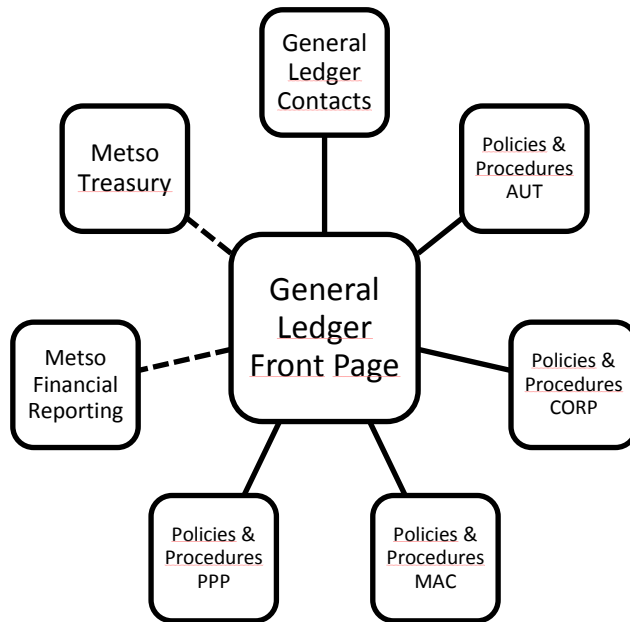 General
Ledger
Contacts
Metso
Treasury
Policies &
Procedures
AUT
General
Ledger
Front Page
Metso
Financial
Reporting
Policies &
Procedures
CORP
Policies &
Procedures
PPP
Policies &
Procedures
MAC